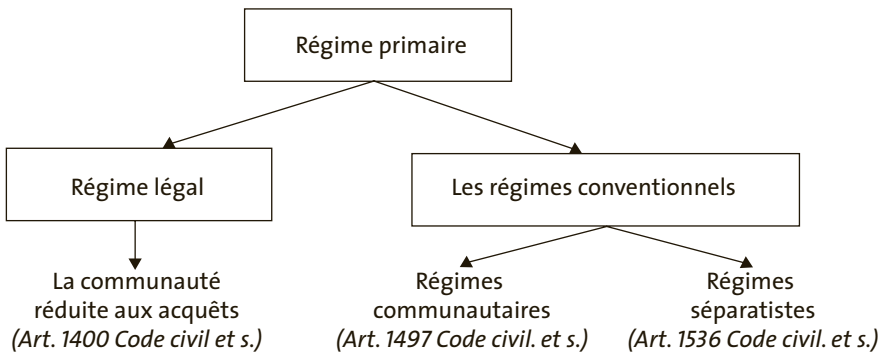 Régime primaire
Régime légal
Les régimes conventionnels
La communauté
réduite aux acquêts
(Art. 1400 Code civil et s.)
Régimes
communautaires
(Art. 1497 Code civil. et s.)
Régimes
séparatistes
(Art. 1536 Code civil. et s.)